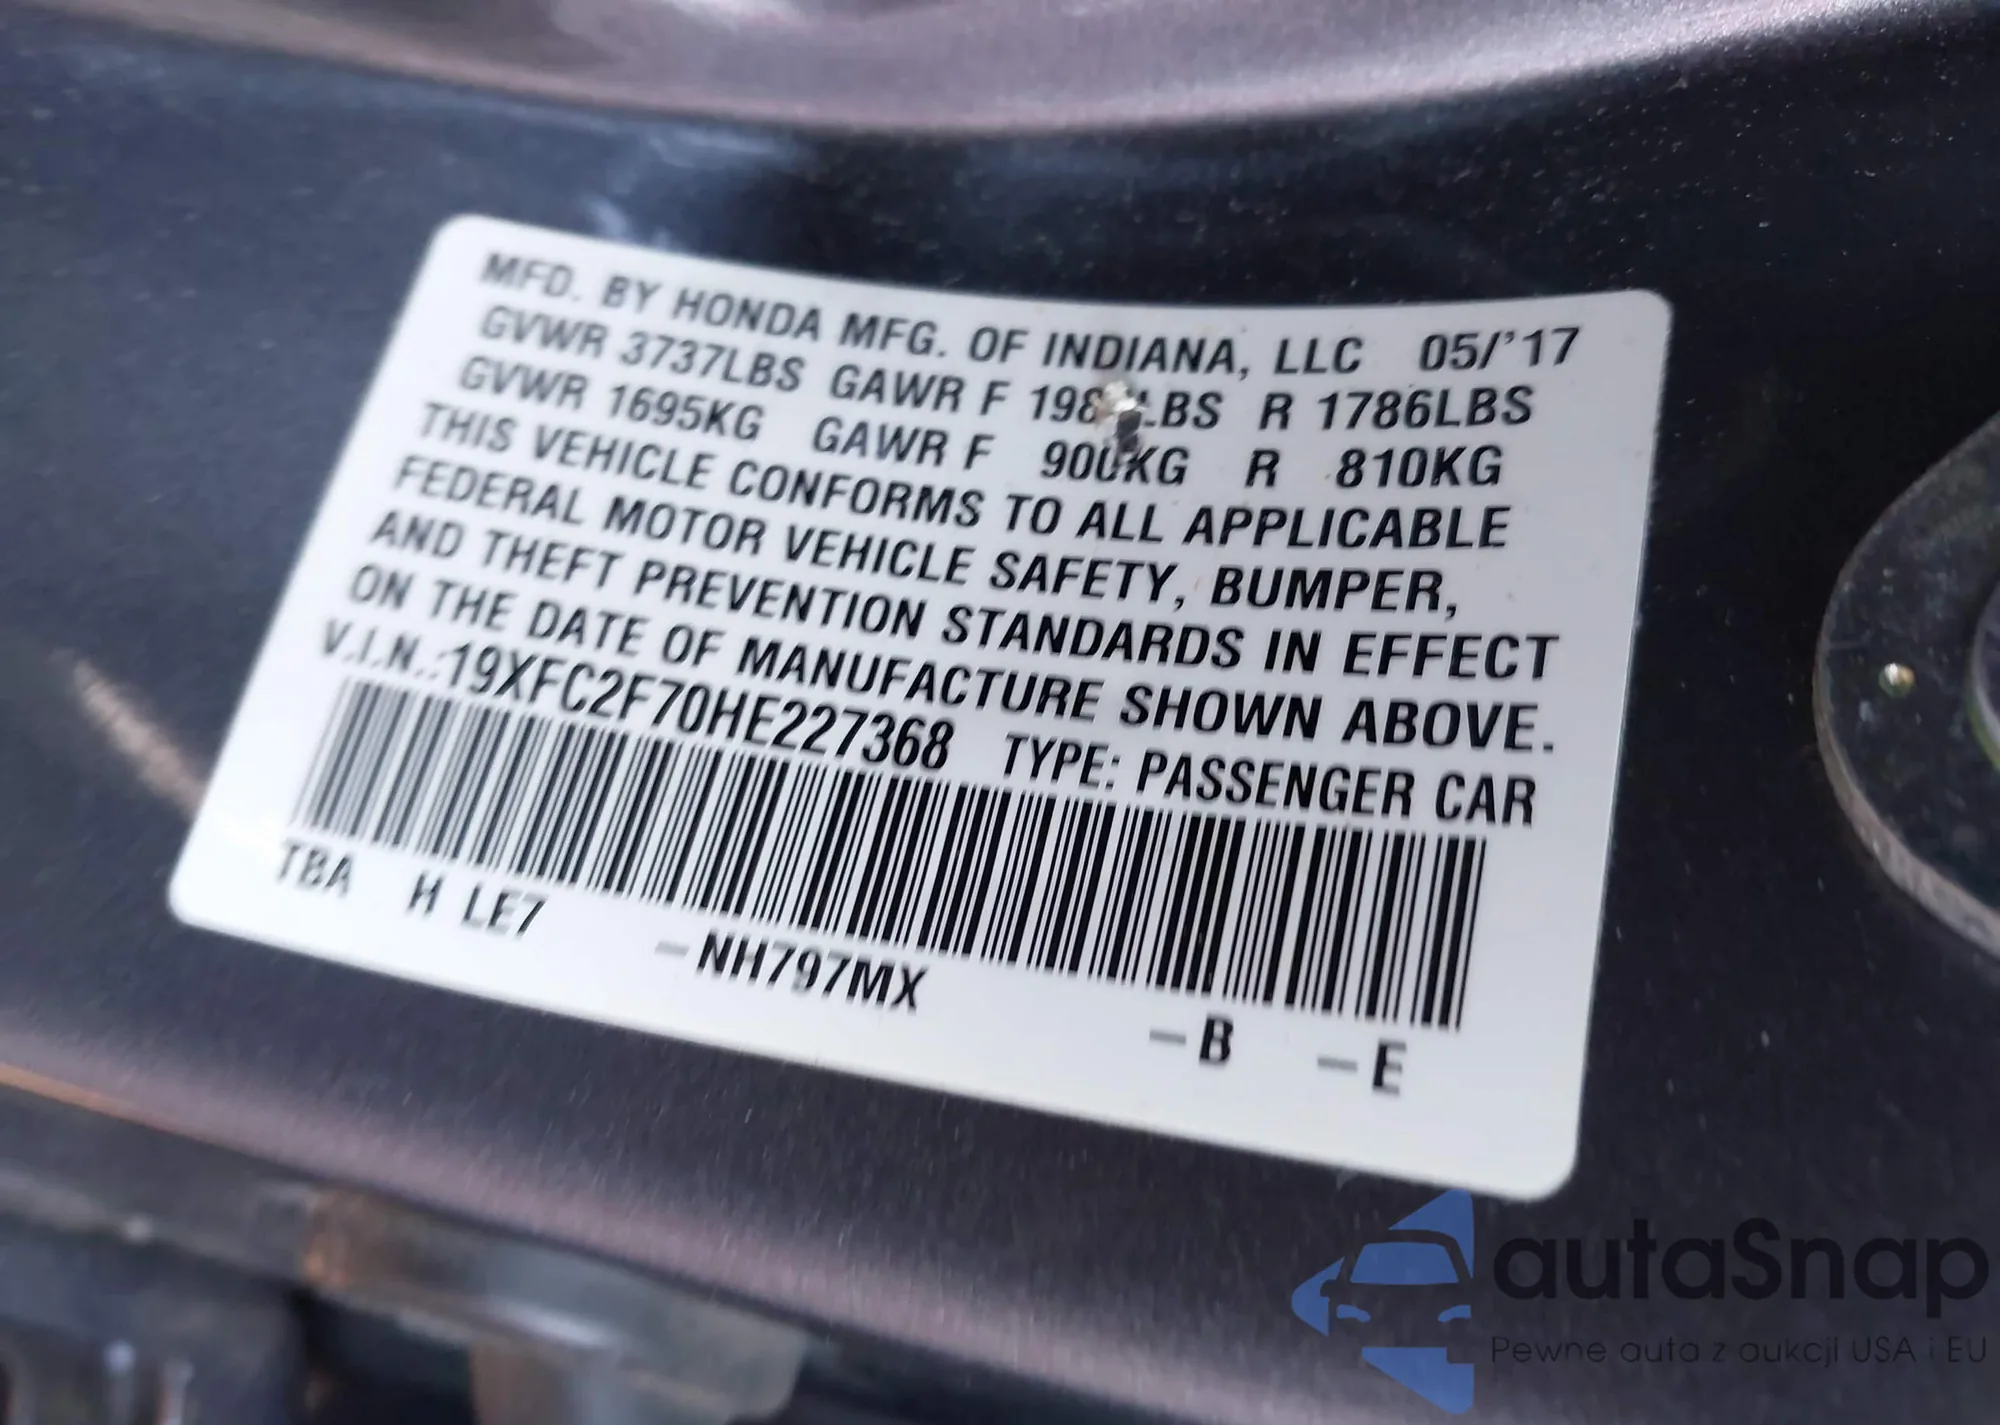 MFD. BY HONDA MFG. OF INDIANA, LLC 05/'17
GVWR 3737LBS GAWR F R 1786LBS
GVWR 1695KG GAWR F 900KG R 810KG
THIS VEHICLE CONFORMS TO ALL APPLICABLE
FEDERAL MOTOR VEHICLE SAFETY, BUMPER,
AND THEFT PREVENTION STANDARDS IN EFFECT
ON THE DATE OF MANUFACTURE SHOWN ABOVE.
V.I.N.:19XFC2F70HE227368 TYPE: PASSENGER CAR
TBA H LE7 -NH797MX -B -E
autaSnap
Pewne auta z aukcji USA i EU